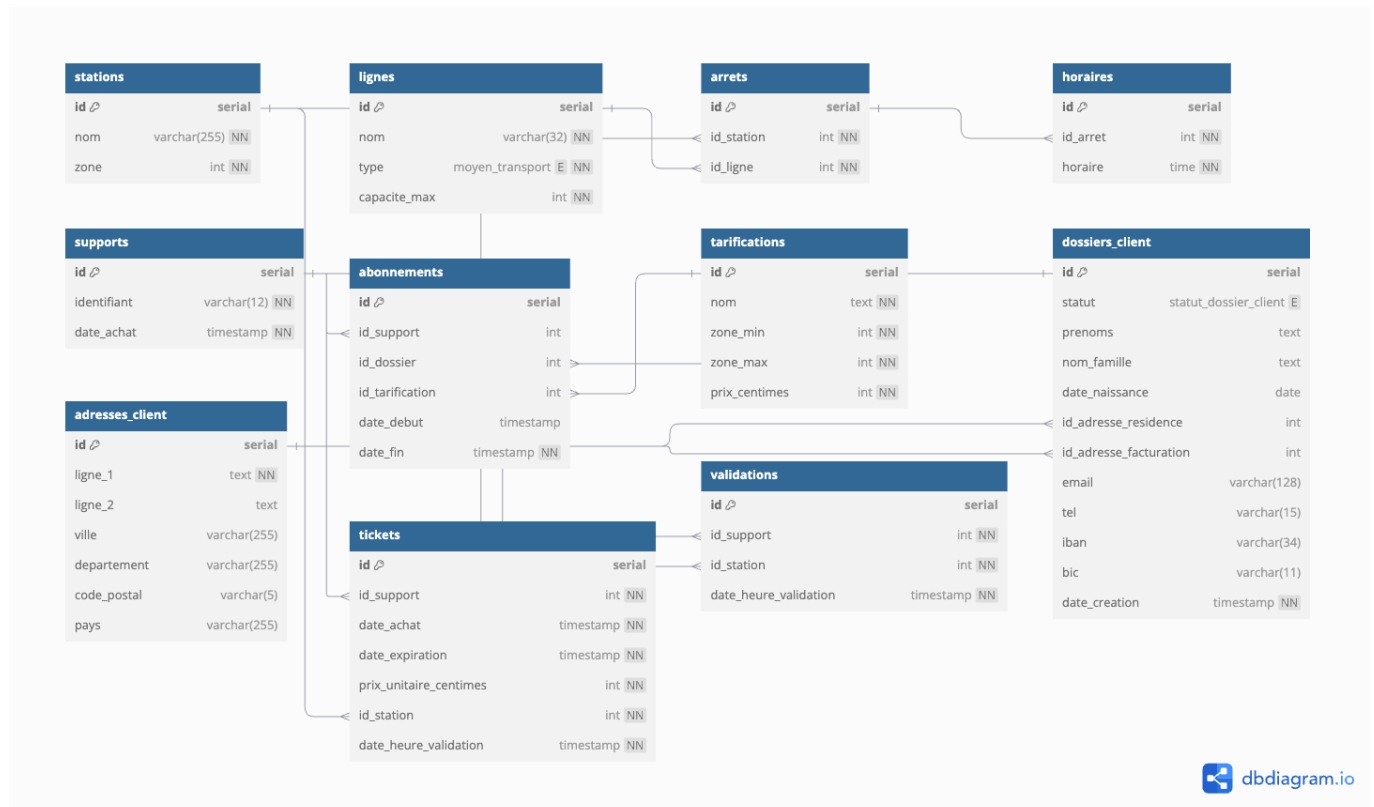 stations
id serial
nom varchar(255) NN
zone int NN
lignes
id serial
nom varchar(32) NN
type moyen_transport E NN
capacite_max int NN
arrets
id serial
id_station int NN
id_ligne int NN
horaires
id serial
id_arret int NN
horaire time NN
supports
id serial
identifiant varchar(12) NN
date_achat timestamp NN
abonnements
id serial
id_support int
id_dossier int
id_tarification int
date_debut timestamp
date_fin timestamp NN
tarifications
id serial
nom text NN
zone_min int NN
zone_max int NN
prix_centimes int NN
dossiers_client
id serial
statut statut_dossier_client E
prenoms text
nom_famille text
date_naissance date
id_adresse_residence int
id_adresse_facturation int
email varchar(128)
tel varchar(15)
iban varchar(34)
bic varchar(11)
date_creation timestamp NN
adresses_client
id serial
ligne_1 text NN
ligne_2 text
ville varchar(255)
departement varchar(255)
code_postal varchar(5)
pays varchar(255)
tickets
id serial
id_support int NN
date_achat timestamp NN
date_expiration timestamp NN
prix_unitaire_centimes int NN
id_station int NN
date_heure_validation timestamp NN
validations
id serial
id_support int NN
id_station int NN
date_heure_validation timestamp NN
dbdiagram.io